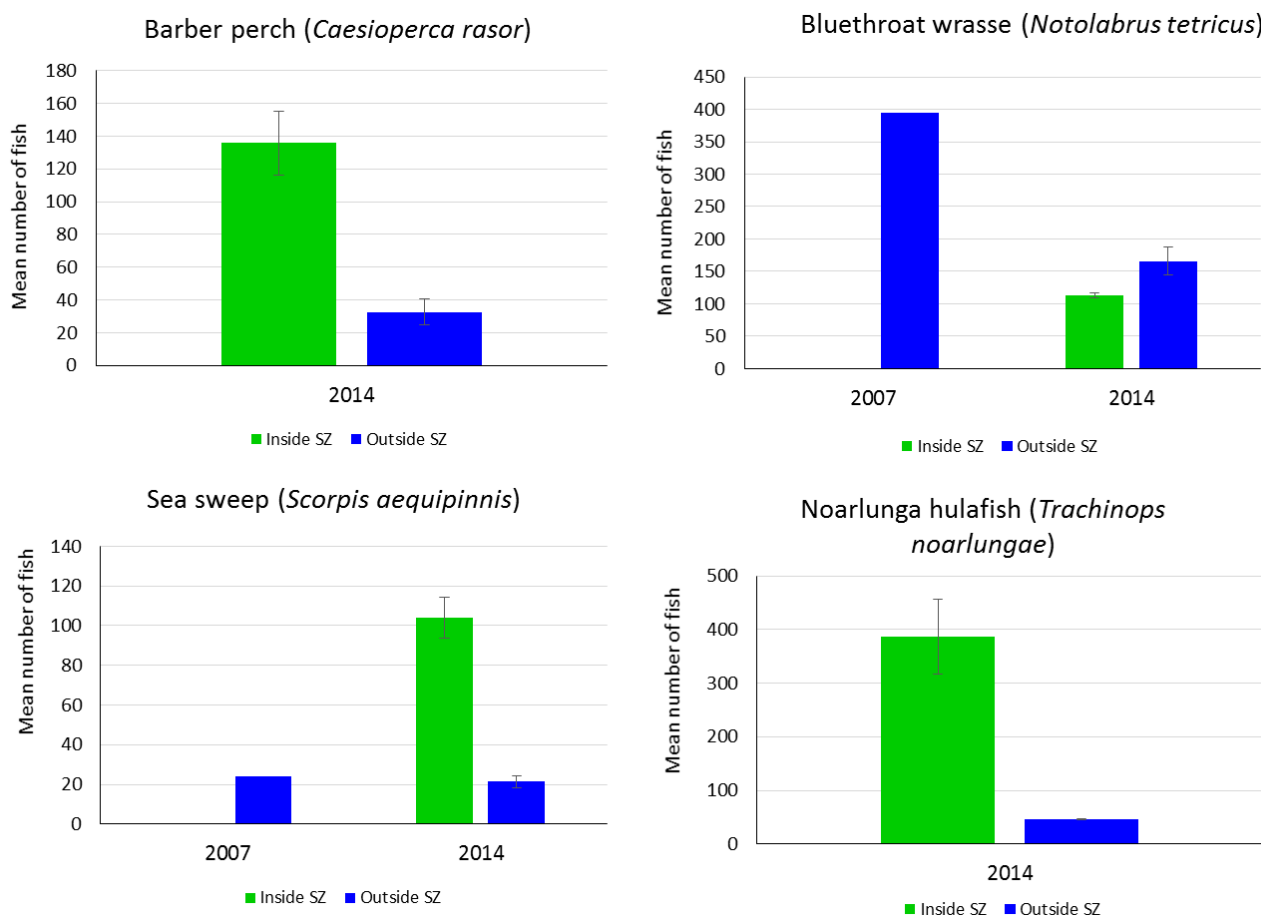 Barber perch (Caesioperca rasor)
Mean number of fish
180
160
140
120
100
80
60
40
20
0
2014
Inside SZ Outside SZ
Bluethroat wrasse (Notolabrus tetricus)
Mean number of fish
450
400
350
300
250
200
150
100
50
0
2007 2014
Inside SZ Outside SZ
Sea sweep (Scorpis aequipinnis)
Mean number of fish
140
120
100
80
60
40
20
0
2007 2014
Inside SZ Outside SZ
Noarlunga hulafish (Trachinops
noarlungae)
Mean number of fish
500
400
300
200
100
0
2014
Inside SZ Outside SZ